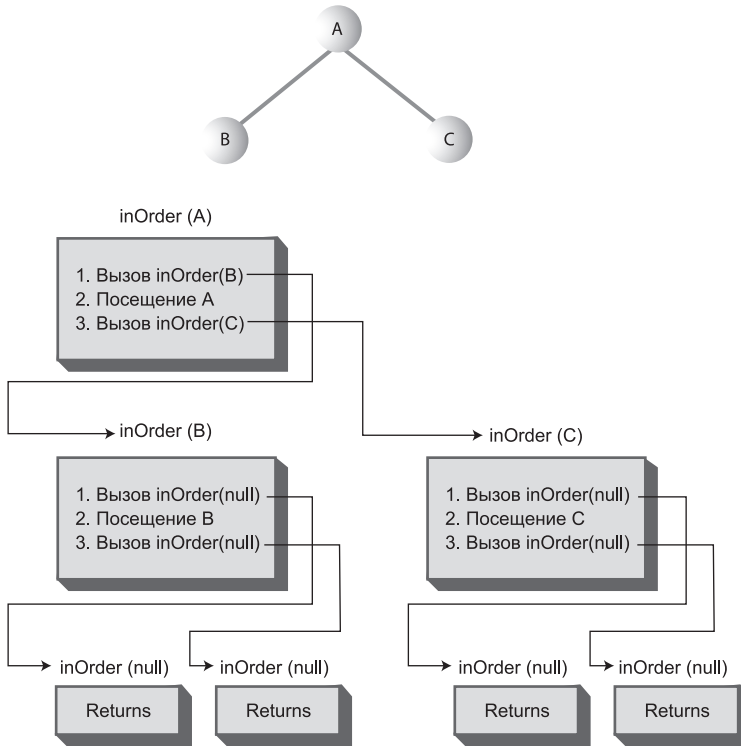 A
B
C
inOrder (A)
1. Вызов inOrder(B)
2. Посещение A
3. Вызов inOrder(C)
inOrder (B)
1. Вызов inOrder(null)
2. Посещение B
3. Вызов inOrder(null)
inOrder (C)
1. Вызов inOrder(null)
2. Посещение C
3. Вызов inOrder(null)
inOrder (null)
Returns
inOrder (null)
Returns
inOrder (null)
Returns
inOrder (null)
Returns